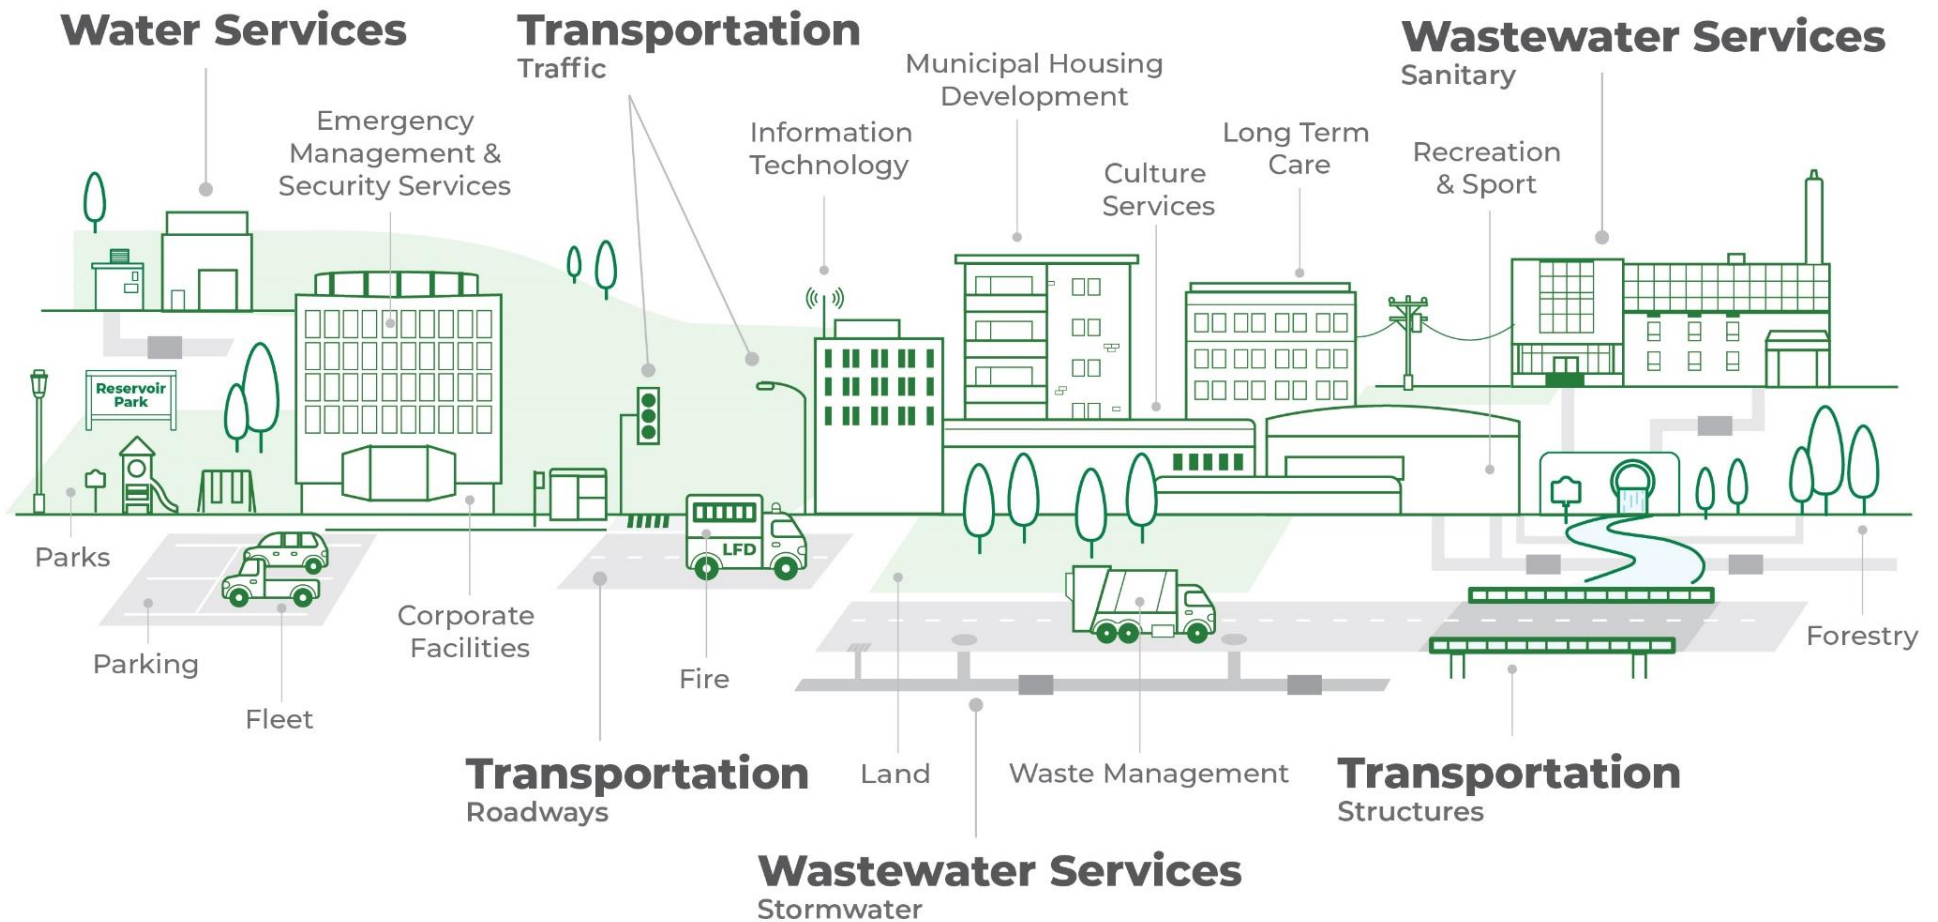 Water Services
Transportation
Traffic
Wastewater Services
Sanitary
Municipal Housing
Development
Emergency
Management &
Security Services
Information
Technology
Long Term
Care
Culture
Services
Recreation
& Sport
Reservoir
Park
LFD
Parks
Parking
Fleet
Corporate
Facilities
Fire
Forestry
Transportation
Roadways
Land
Waste Management
Transportation
Structures
Wastewater Services
Stormwater